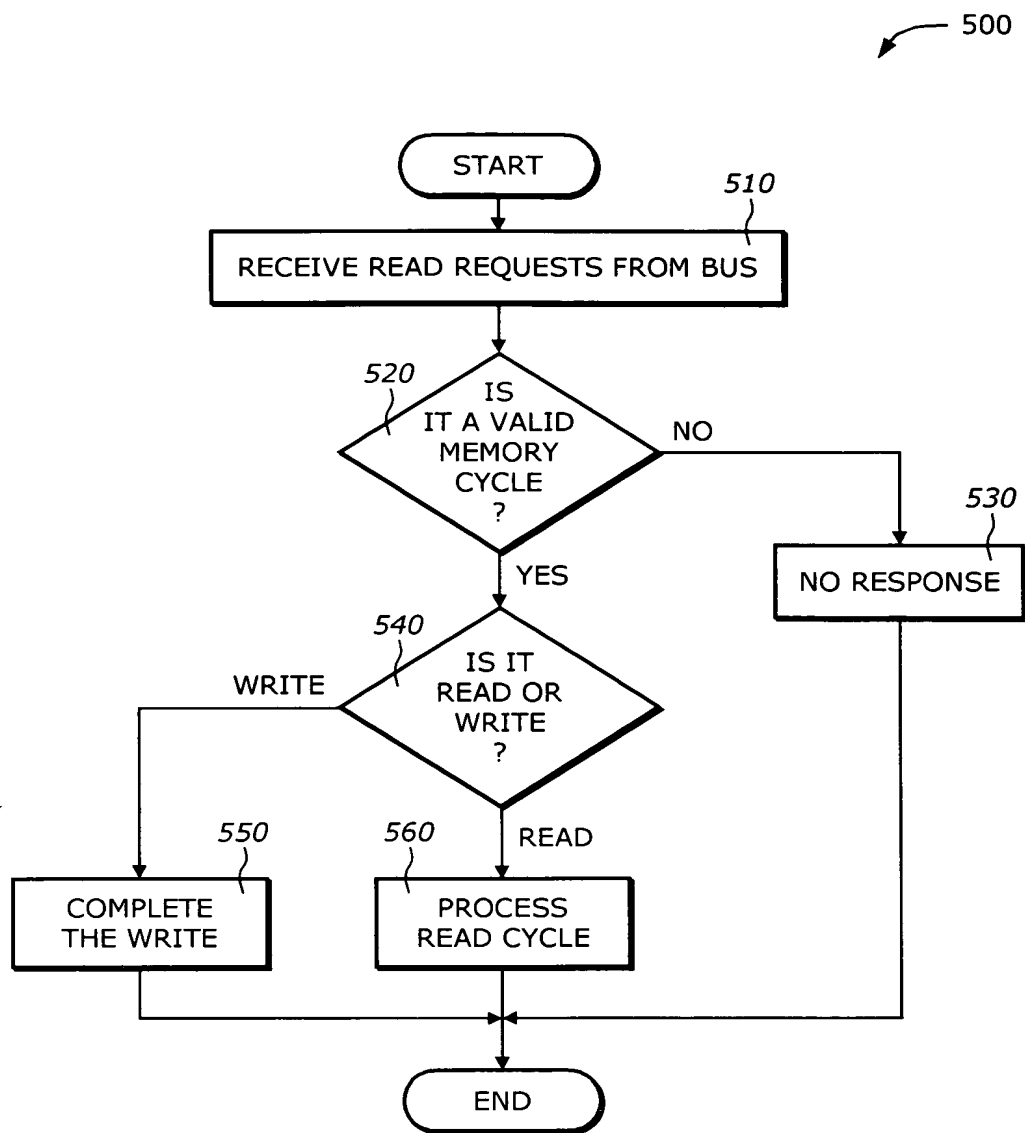 500
START
510
RECEIVE READ REQUESTS FROM BUS
520
IS
IT A VALID
MEMORY
CYCLE
?
NO
530
NO RESPONSE
YES
540
IS IT
READ OR
WRITE
?
WRITE
READ
550
COMPLETE
THE WRITE
560
PROCESS
READ CYCLE
END